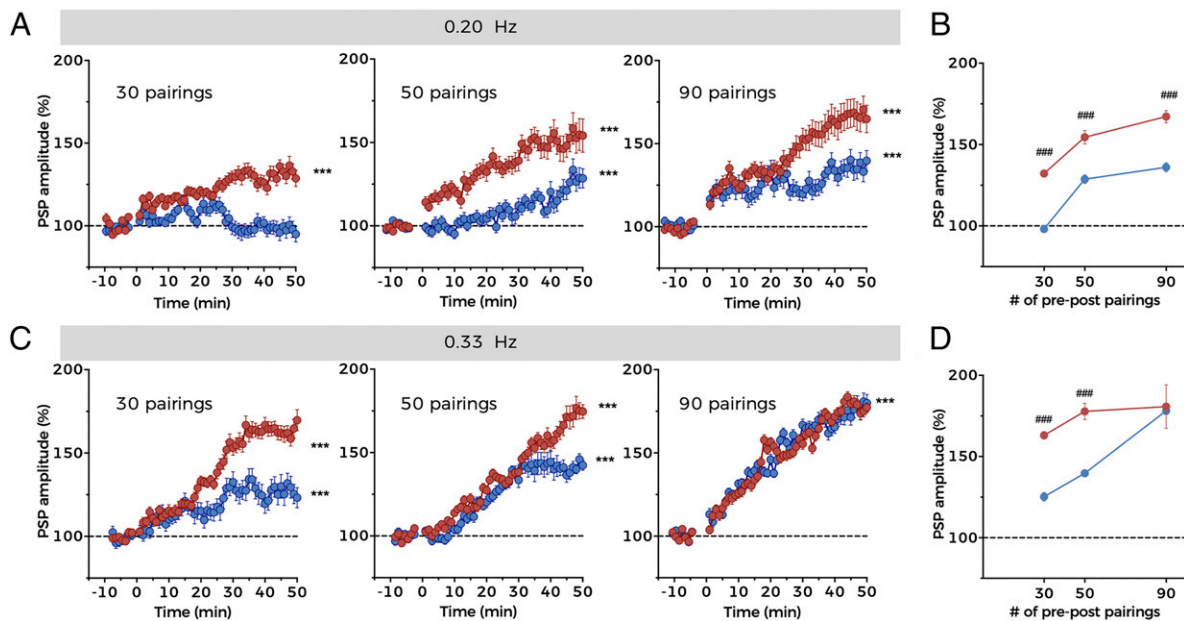 A
0.20 Hz
B
PSP amplitude (%)
200
150
100
30 pairings
***
-10 0 10 20 30 40 50
Time (min)
200
150
100
50 pairings
***
***
-10 0 10 20 30 40 50
Time (min)
200
150
100
90 pairings
***
***
-10 0 10 20 30 40 50
Time (min)
PSP amplitude (%)
200
150
100
###
###
###
30 50 90
# of pre-post pairings
C
0.33 Hz
D
PSP amplitude (%)
200
150
100
30 pairings
***
***
-10 0 10 20 30 40 50
Time (min)
200
150
100
50 pairings
***
***
-10 0 10 20 30 40 50
Time (min)
200
150
100
90 pairings
***
-10 0 10 20 30 40 50
Time (min)
PSP amplitude (%)
200
150
100
###
###
30 50 90
# of pre-post pairings